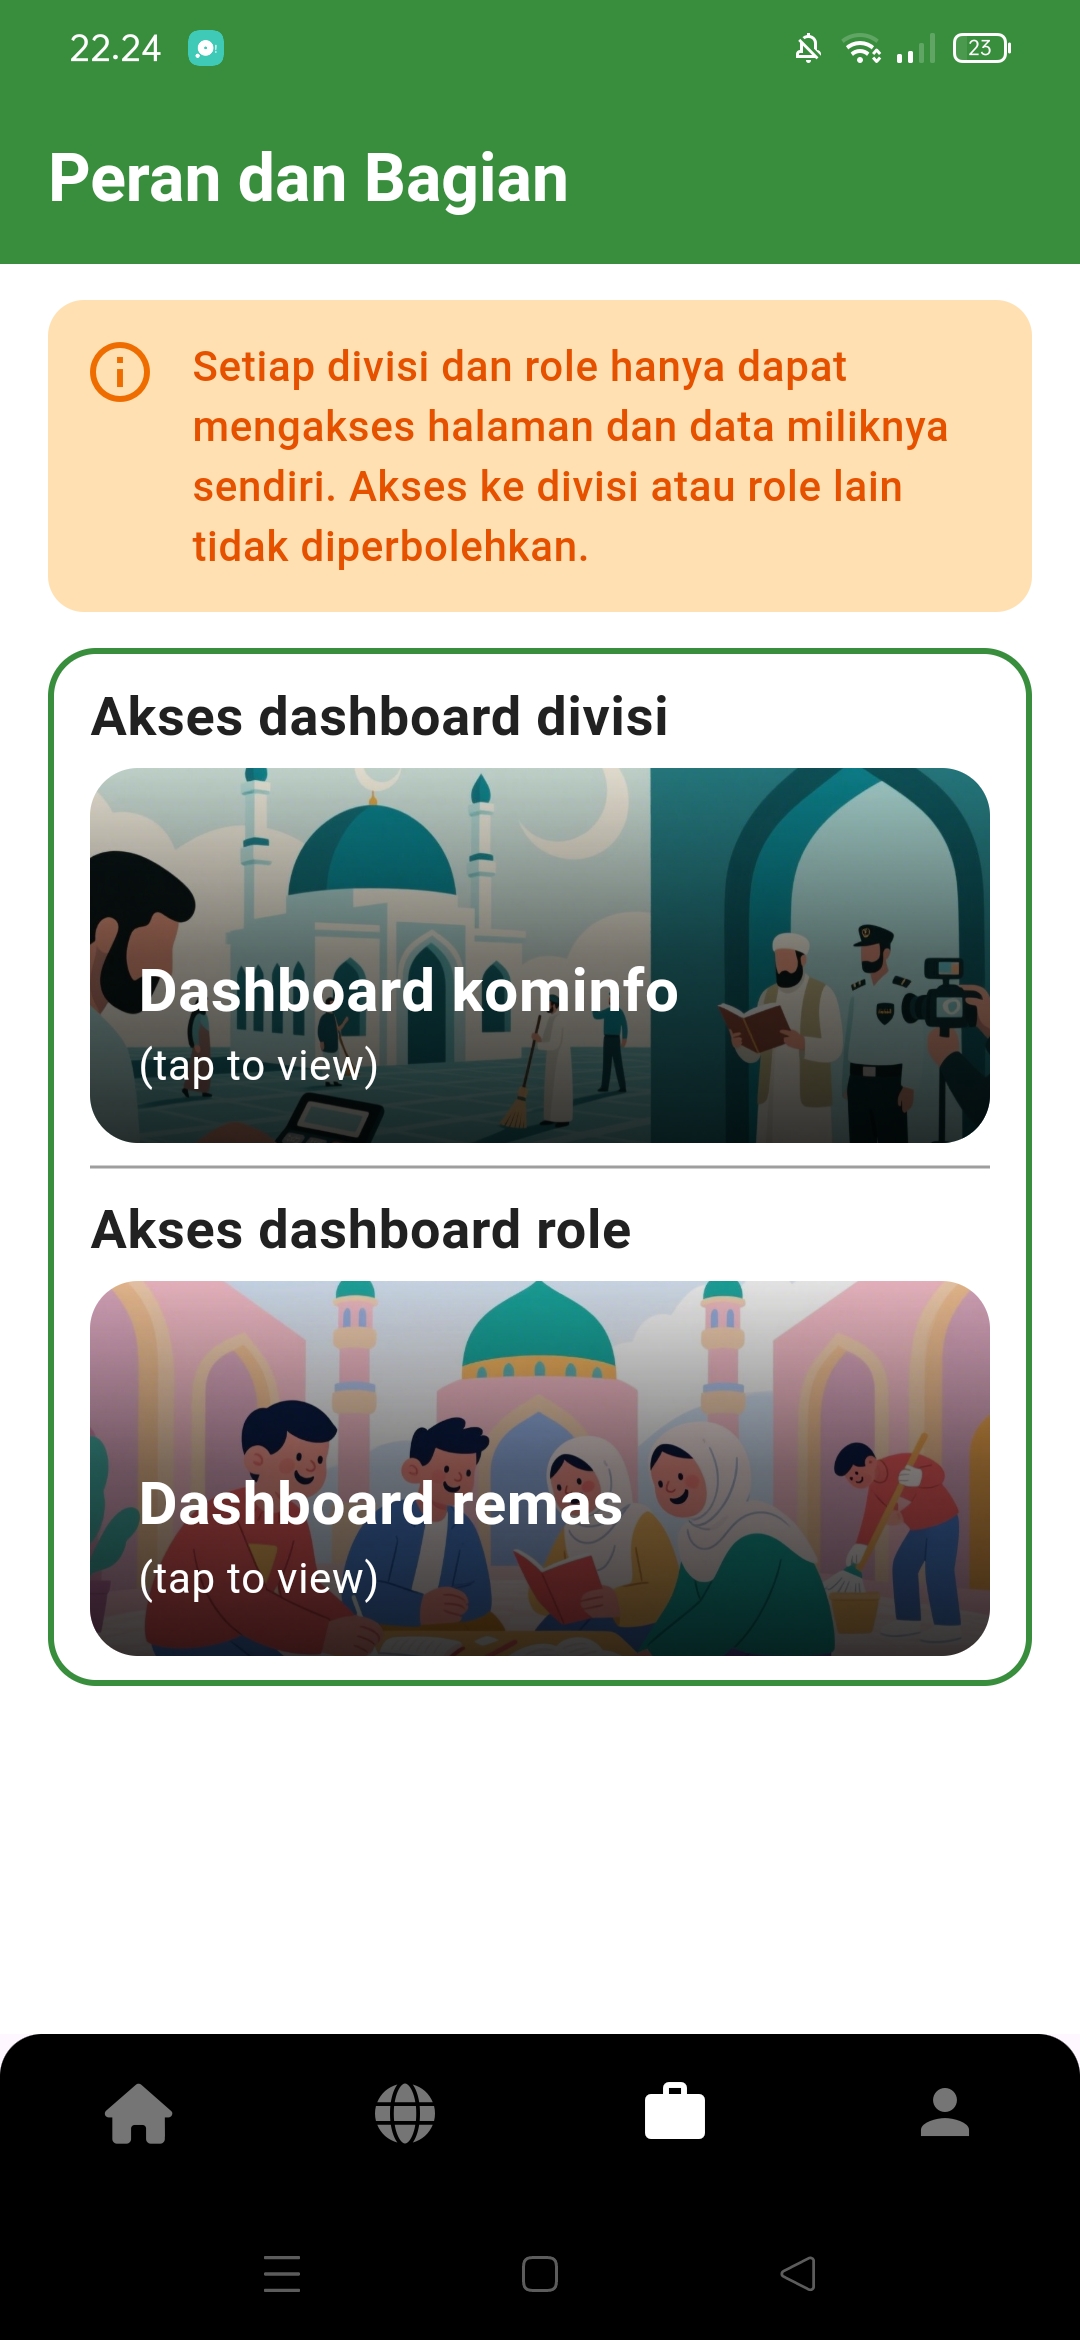 22.24
23
Peran dan Bagian
Setiap divisi dan role hanya dapat
mengakses halaman dan data miliknya
sendiri. Akses ke divisi atau role lain
tidak diperbolehkan.
Akses dashboard divisi
Dashboard kominfo
(tap to view)
Akses dashboard role
Dashboard remas
(tap to view)